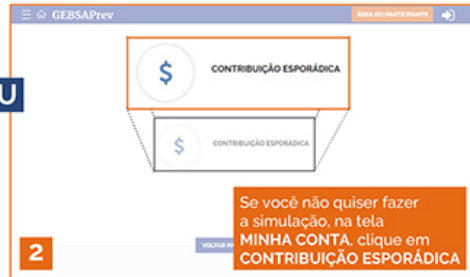 GEBSAPrev
ÁREA DO PARTICIPANTE
CONTRIBUIÇÃO ESPORÁDICA
U
CONTRIBUIÇÃO ESPORÁDICA
Se você não quiser fazer
a simulação, na tela
MINHA CONTA, clique em
CONTRIBUIÇÃO ESPORÁDICA
VOLTAR
2